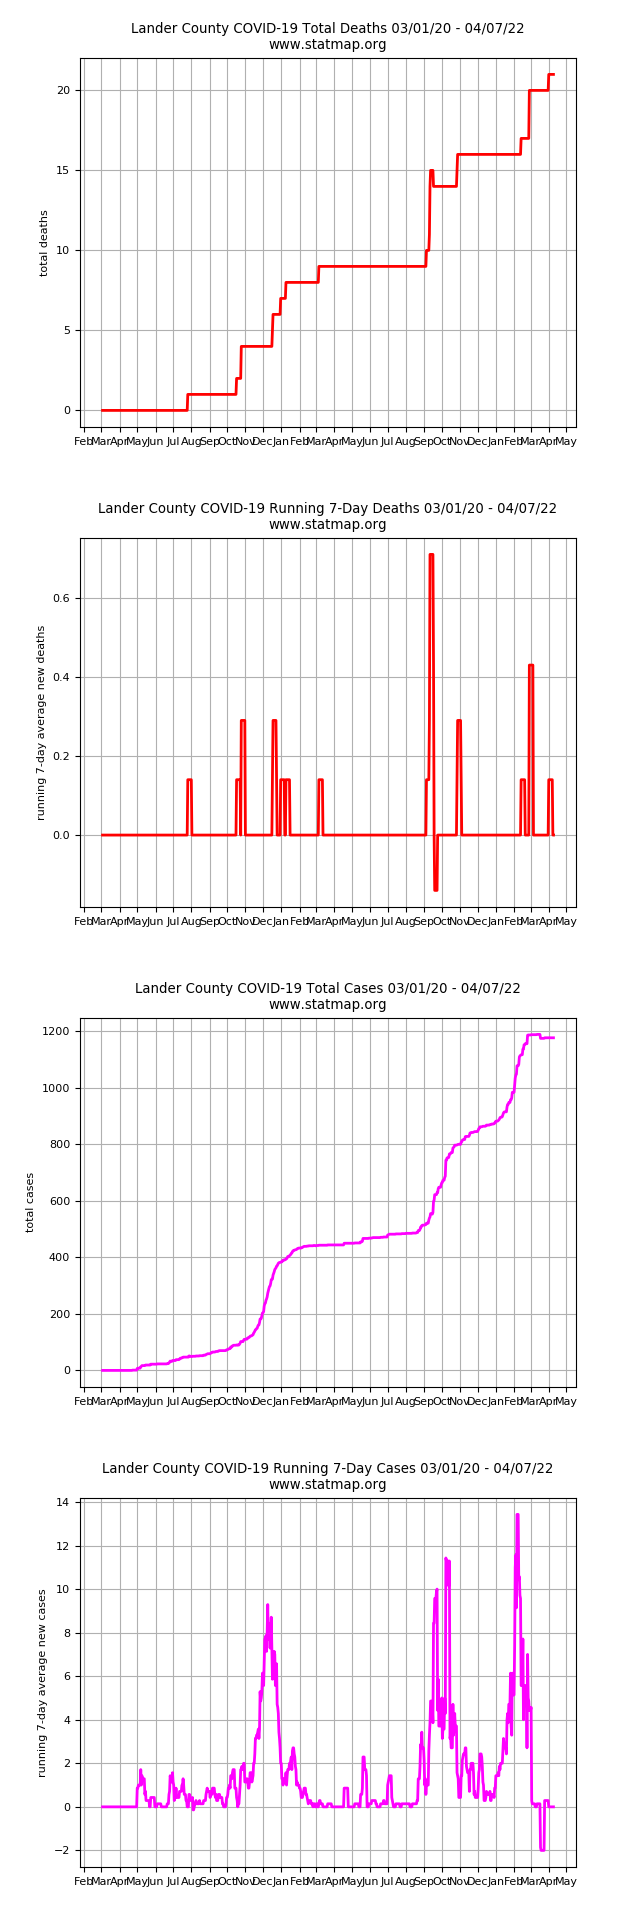 Lander County COVID-19 Total Deaths 03/01/20 - 04/07/22
www.statmap.org
20
15
10
5
0
total deaths
Feb Mar Apr May Jun Jul Aug Sep Oct Nov Dec Jan Feb Mar Apr May Jun Jul Aug Sep Oct Nov Dec Jan Feb Mar Apr May
Lander County COVID-19 Running 7-Day Deaths 03/01/20 - 04/07/22
www.statmap.org
0.6
0.4
0.2
0.0
running 7-day average new deaths
Feb Mar Apr May Jun Jul Aug Sep Oct Nov Dec Jan Feb Mar Apr May Jun Jul Aug Sep Oct Nov Dec Jan Feb Mar Apr May
Lander County COVID-19 Total Cases 03/01/20 - 04/07/22
www.statmap.org
1200
1000
800
600
400
200
0
total cases
Feb Mar Apr May Jun Jul Aug Sep Oct Nov Dec Jan Feb Mar Apr May Jun Jul Aug Sep Oct Nov Dec Jan Feb Mar Apr May
Lander County COVID-19 Running 7-Day Cases 03/01/20 - 04/07/22
www.statmap.org
14
12
10
8
6
4
2
0
−2
running 7-day average new cases
Feb Mar Apr May Jun Jul Aug Sep Oct Nov Dec Jan Feb Mar Apr May Jun Jul Aug Sep Oct Nov Dec Jan Feb Mar Apr May